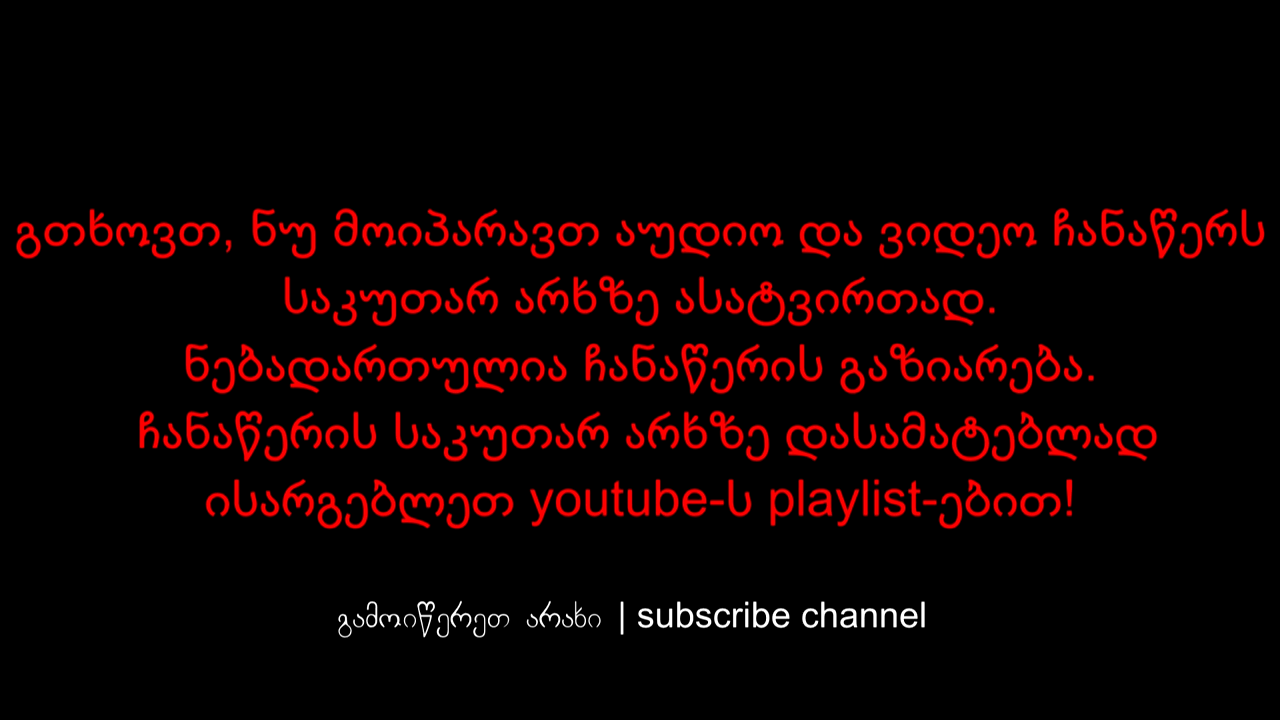 გთხოვთ, ნუ მოიპარავთ აუდიო და ვიდეო ჩანაწერს
საკუთარ არხზე ასატვირთად.
ნებადართულია ჩანაწერის გაზიარება.
ჩანაწერის საკუთარ არხზე დასამატებლად
ისარგებლეთ youtube-ს playlist-ებით!
გამოიწერეთ არახი | subscribe channel